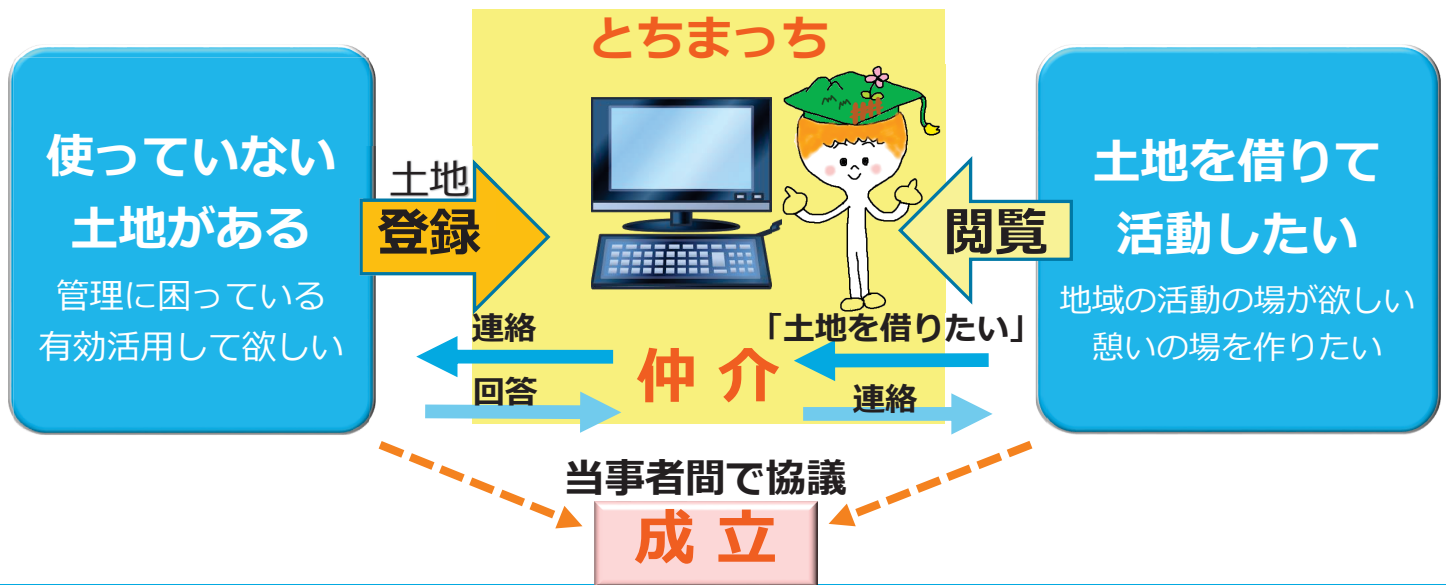 とちまっち
使っていない
土地がある
管理に困っている
有効活用して欲しい
土地
登録
閲覧
土地を借りて
活動したい
地域の活動の場が欲しい
憩いの場を作りたい
連絡
「土地を借りたい」
仲 介
回答
連絡
当事者間で協議
成 立